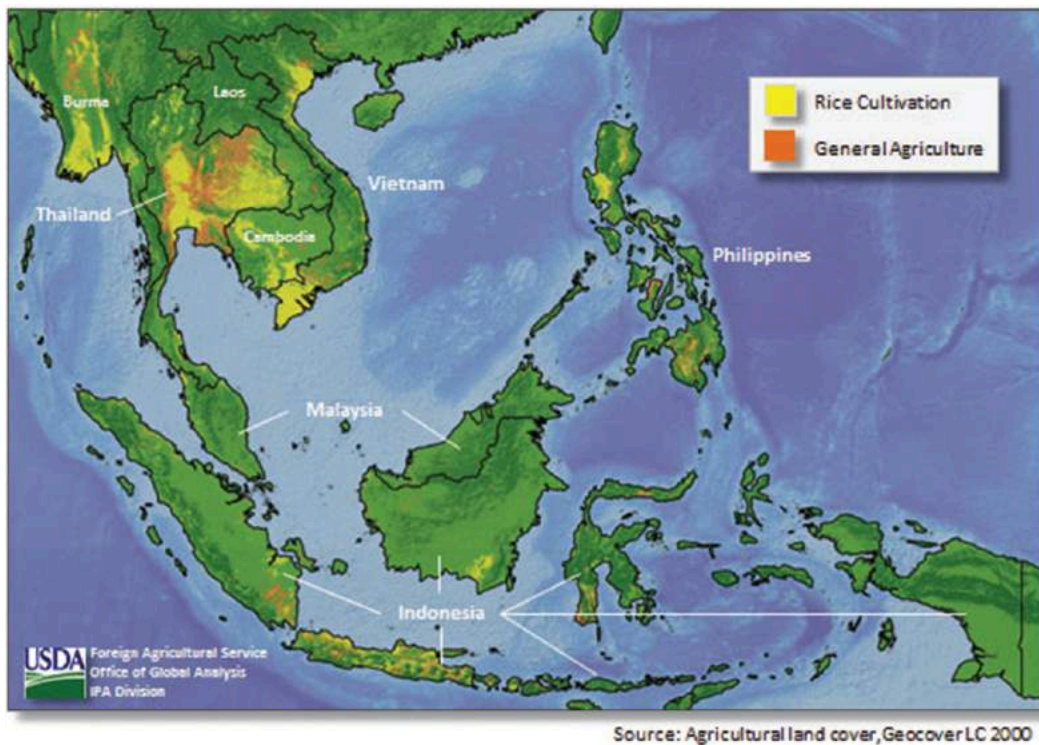 Rice Cultivation
General Agriculture
Burma
Laos
Vietnam
Thailand
Cambodia
Philippines
Malaysia
Indonesia
USDA
Foreign Agricultural Service
Office of Global Analysis
IPA Division
Source: Agricultural land cover,Geocover LC 2000